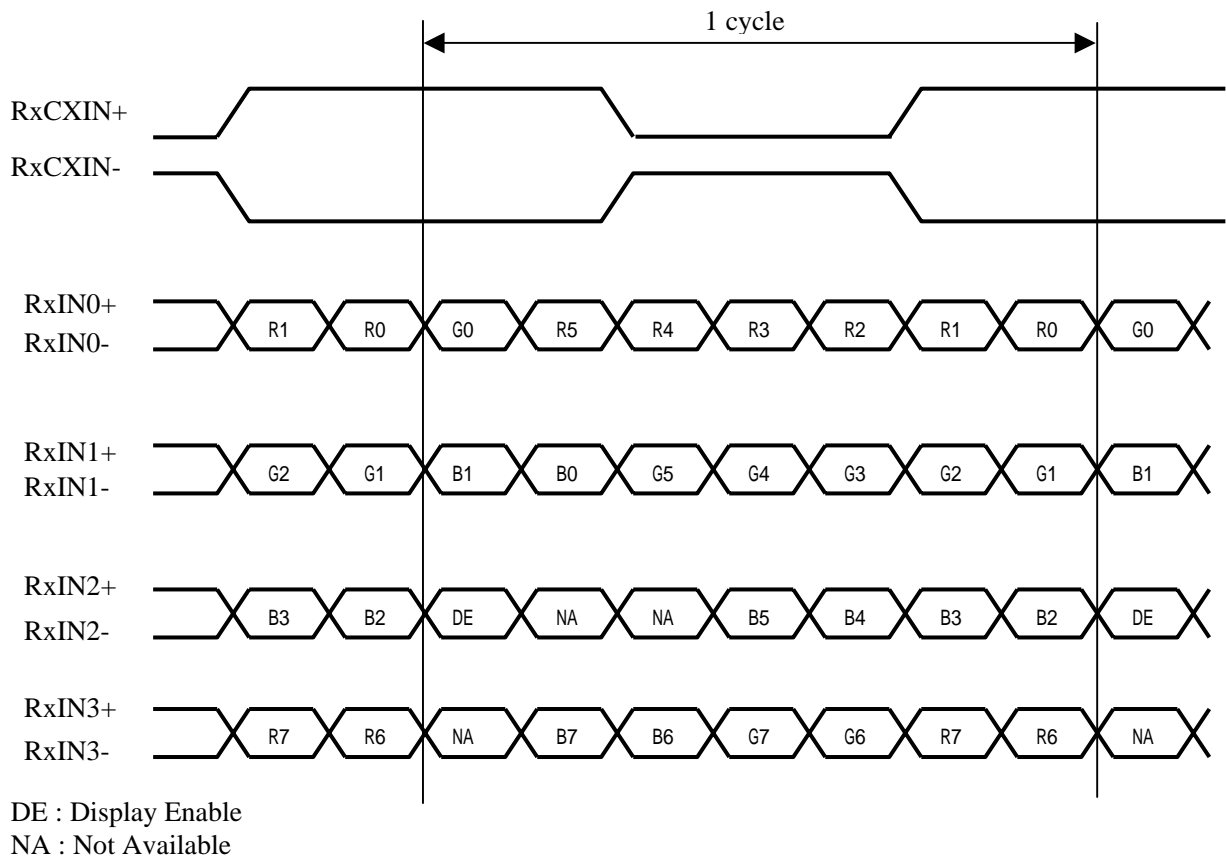 1 cycle
RxCXIN+
RxCXIN-
RxIN0+
R1 R0 G0 R5 R4 R3 R2 R1 R0 G0
RxIN0-
RxIN1+
G2 G1 B1 B0 G5 G4 G3 G2 G1 B1
RxIN1-
RxIN2+
B3 B2 DE NA NA B5 B4 B3 B2 DE
RxIN2-
RxIN3+
R7 R6 NA B7 B6 G7 G6 R7 R6 NA
RxIN3-
DE : Display Enable
NA : Not Available